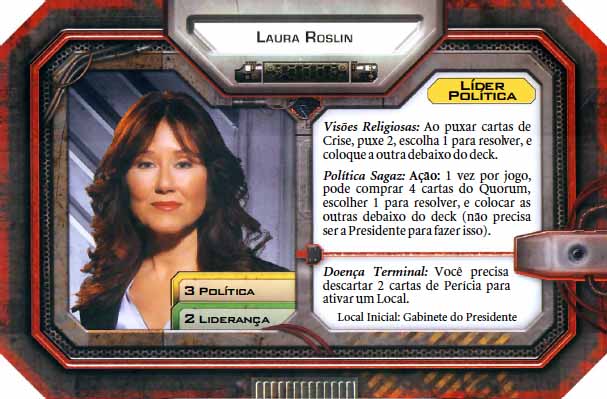 LAURA ROSLIN
LÍDER
POLÍTICA
Visões Religiosas: Ao puxar cartas de
Crise, puxe 2, escolha 1 para resolver, e
coloque a outra debaixo do deck.
Política Sagaz: Ação: 1 vez por jogo,
pode comprar 4 cartas do Quorum,
escolher 1 para resolver, e colocar as
outras debaixo do deck (não precisa
ser a Presidente para fazer isso).
Doença Terminal: Você precisa
descartar 2 cartas de Perícia para
ativar um Local.
Local Inicial: Gabinete do Presidente
3 POLÍTICA
2 LIDERANÇA